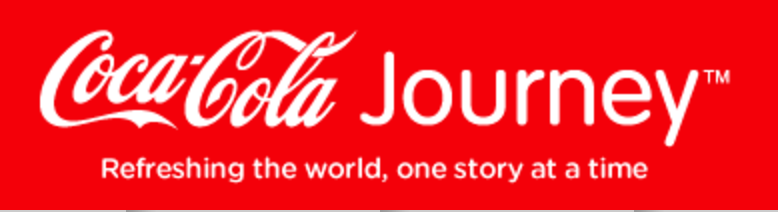 Coca-Cola Journey™
Refreshing the world, one story at a time